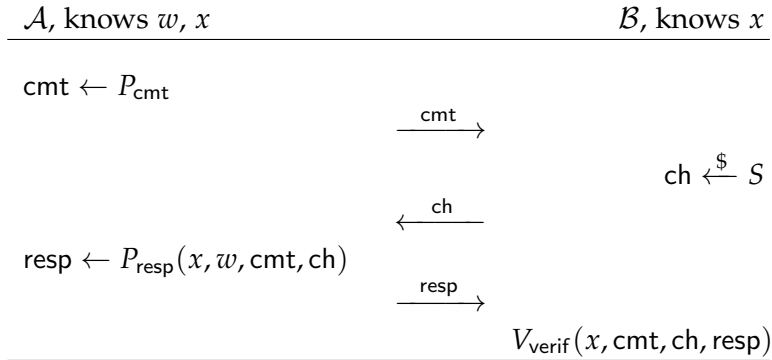 𝒜, knows w, x ℬ, knows x
cmt ← P_cmt
cmt
ch ←$ S
ch
resp ← P_resp(x, w, cmt, ch)
resp
V_verif(x, cmt, ch, resp)